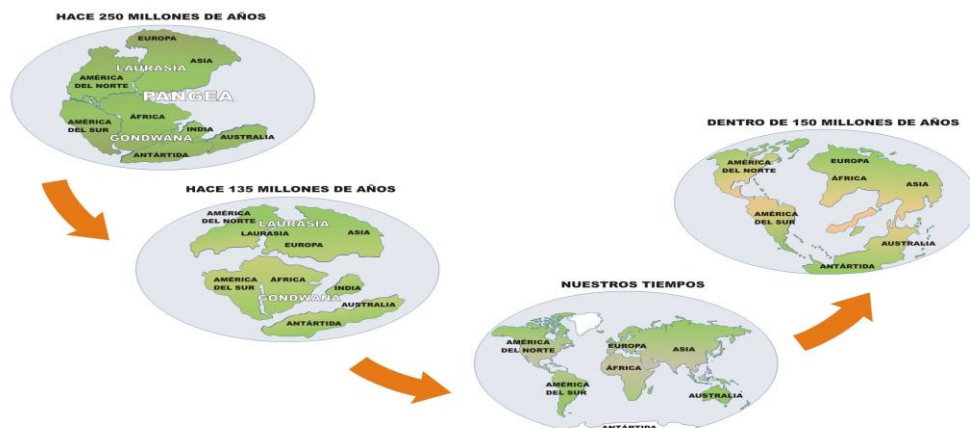 HACE 250 MILLONES DE AÑOS
EUROPA
LAURASIA
ASIA
AMÉRICA
DEL NORTE
PANGEA
ÁFRICA
AMÉRICA
DEL SUR
INDIA
GONDWANA
AUSTRALIA
ANTÁRTIDA
HACE 135 MILLONES DE AÑOS
AMÉRICA
DEL NORTE
LAURASIA
LAURASIA
ASIA
EUROPA
AMÉRICA
DEL SUR
ÁFRICA
INDIA
GONDWANA
AUSTRALIA
ANTÁRTIDA
NUESTROS TIEMPOS
AMÉRICA
DEL NORTE
EUROPA
ASIA
ÁFRICA
AMÉRICA
DEL SUR
AUSTRALIA
ANTÁRTIDA
DENTRO DE 150 MILLONES DE AÑOS
AMÉRICA
DEL NORTE
EUROPA
ÁFRICA
ASIA
AMÉRICA
DEL SUR
AUSTRALIA
ANTÁRTIDA